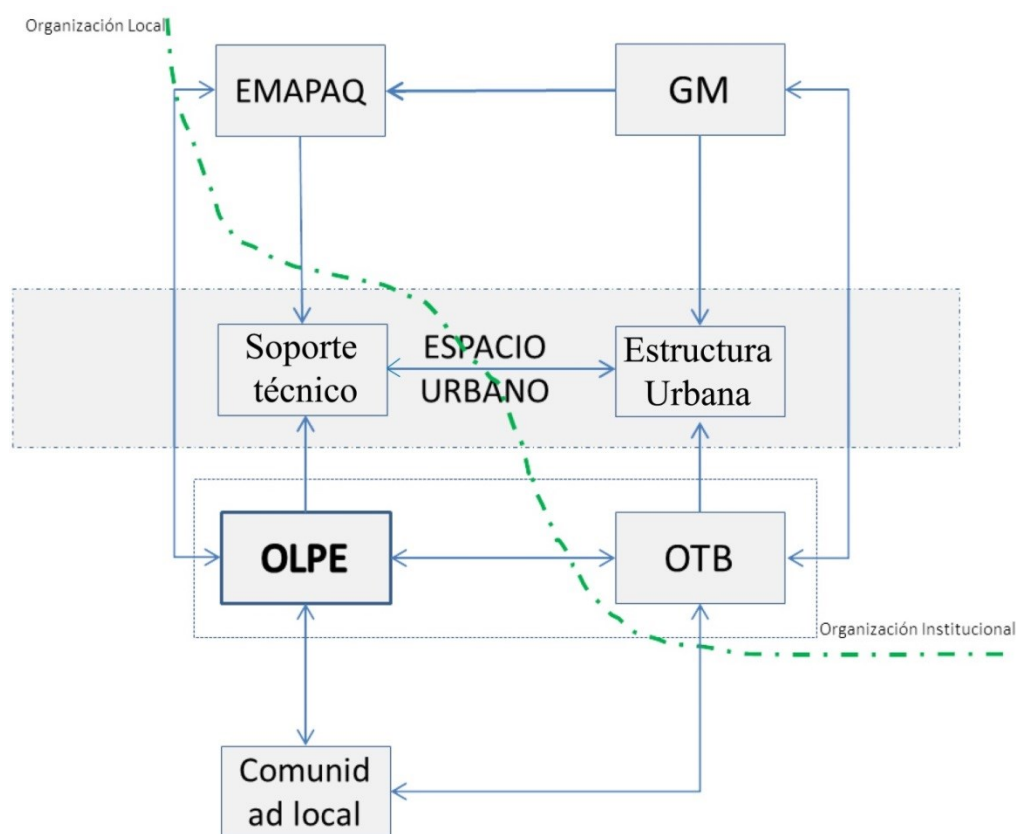 Organización Local
EMAPAQ
GM
Soporte
técnico
ESPACIO
URBANO
Estructura
Urbana
OLPE
OTB
Organización Institucional
Comunid
ad local